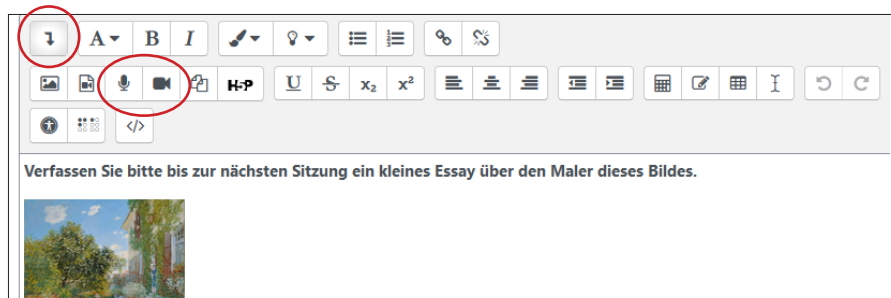 A B I
H-P U S x₂ x²
</>
Verfassen Sie bitte bis zur nächsten Sitzung ein kleines Essay über den Maler dieses Bildes.